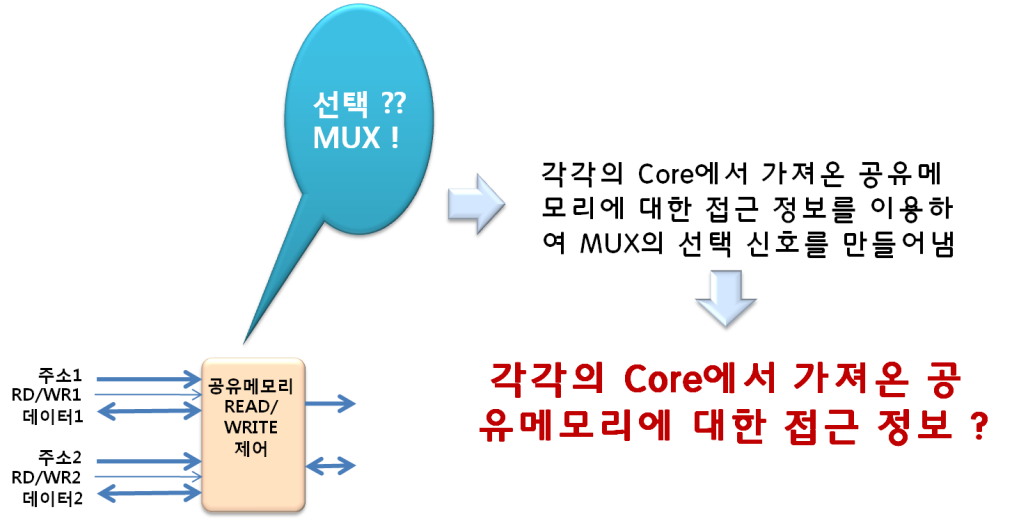 선택 ??
MUX !
각각의 Core에서 가져온 공유메
모리에 대한 접근 정보를 이용하
여 MUX의 선택 신호를 만들어냄
각각의 Core에서 가져온 공
유메모리에 대한 접근 정보 ?
주소1
RD/WR1
데이터1
주소2
RD/WR2
데이터2
공유메모리
READ/
WRITE
제어